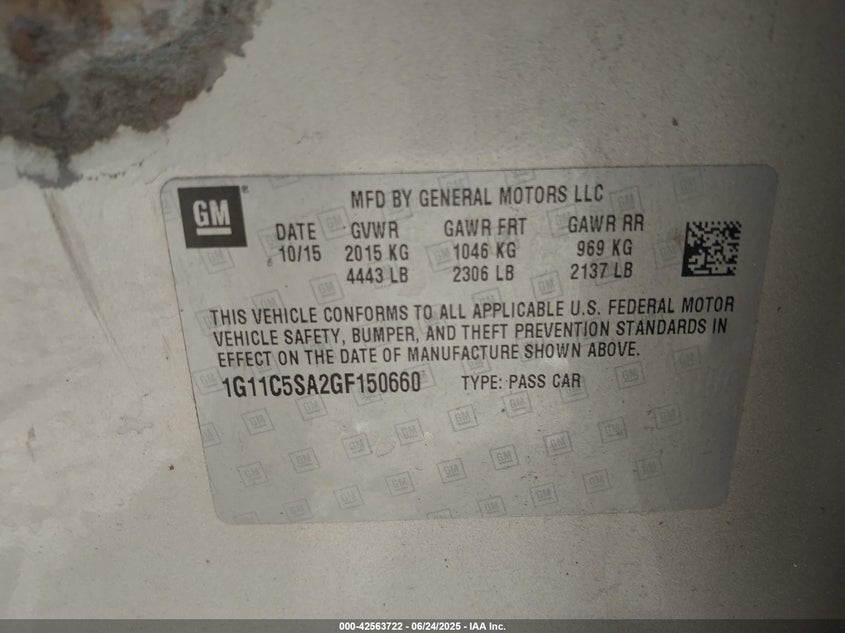 GM
MFD BY GENERAL MOTORS LLC
DATE GVWR GAWR FRT GAWR RR
10/15 2015 KG 1046 KG 969 KG
4443 LB 2306 LB 2137 LB
THIS VEHICLE CONFORMS TO ALL APPLICABLE U.S. FEDERAL MOTOR
VEHICLE SAFETY, BUMPER, AND THEFT PREVENTION STANDARDS IN
EFFECT ON THE DATE OF MANUFACTURE SHOWN ABOVE.
1G11C5SA2GF150660 TYPE: PASS CAR
000-42563722 - 06/24/2025 - IAA Inc.